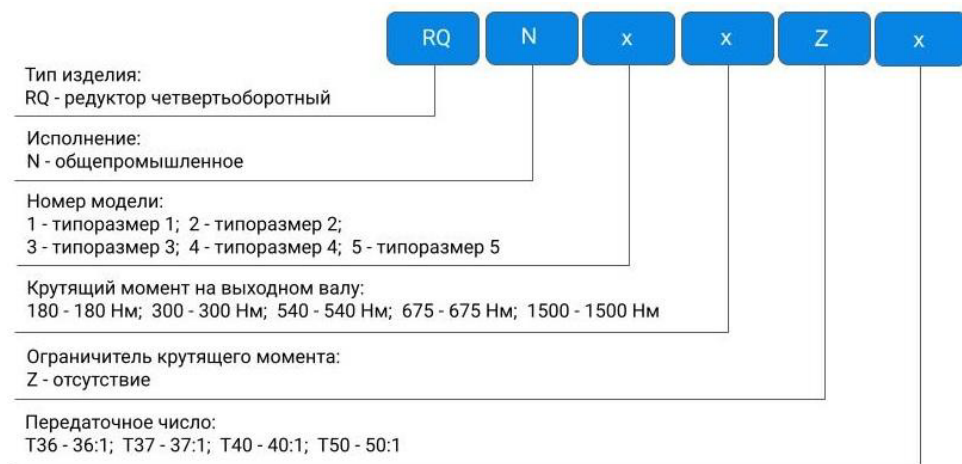 RQ N x x Z x
Тип изделия:
RQ - редуктор четвертьоборотный
Исполнение:
N - общепромышленное
Номер модели:
1 - типоразмер 1; 2 - типоразмер 2;
3 - типоразмер 3; 4 - типоразмер 4; 5 - типоразмер 5
Крутящий момент на выходном валу:
180 - 180 Нм; 300 - 300 Нм; 540 - 540 Нм; 675 - 675 Нм; 1500 - 1500 Нм
Ограничитель крутящего момента:
Z - отсутствие
Передаточное число:
T36 - 36:1; T37 - 37:1; T40 - 40:1; T50 - 50:1